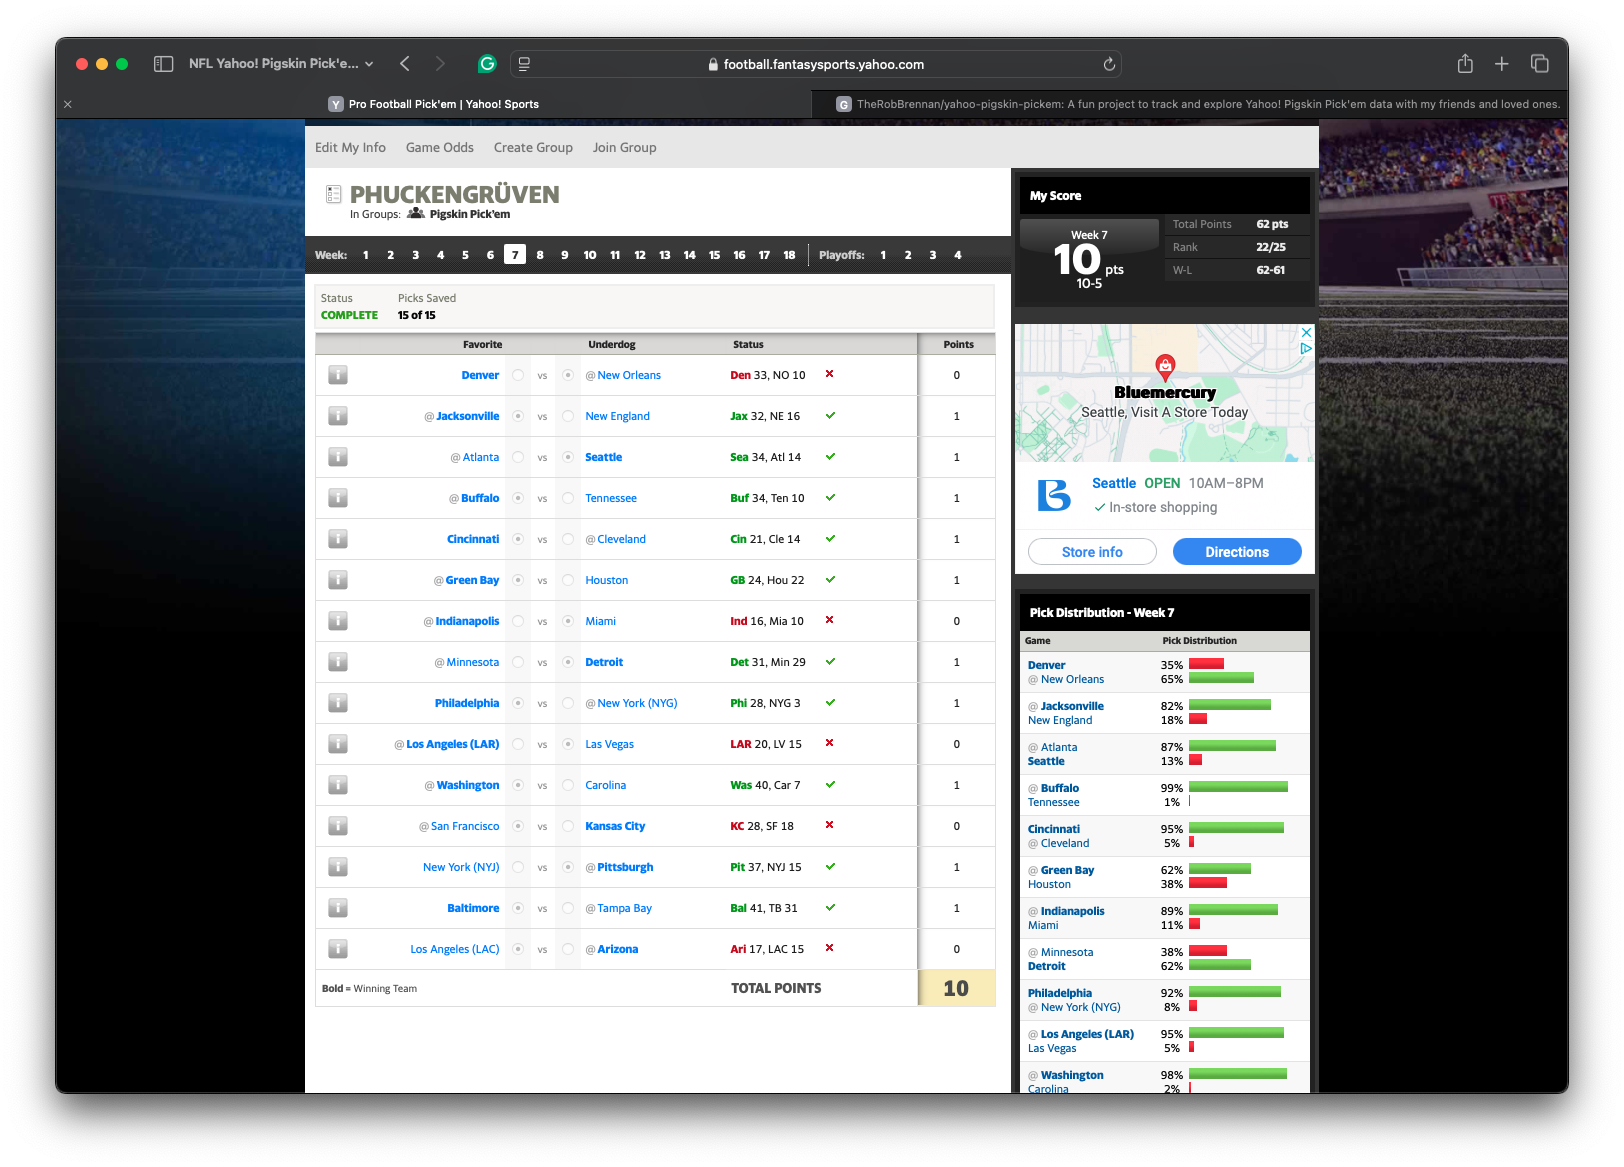 NFL Yahoo! Pigskin Pick'e...
football.fantasysports.yahoo.com
Y Pro Football Pick'em | Yahoo! Sports
G TheRobBrennan/yahoo-pigskin-pickem: A fun project to track and explore Yahoo! Pigskin Pick'em data with my friends and loved ones.
Edit My Info Game Odds Create Group Join Group
PHUCKENGRÜVEN
In Groups: Pigskin Pick'em
Week: 1 2 3 4 5 6 7 8 9 10 11 12 13 14 15 16 17 18 Playoffs: 1 2 3 4
Status Picks Saved
COMPLETE 15 of 15
Favorite Underdog Status Points
Denver vs @ New Orleans Den 33, NO 10 0
@ Jacksonville vs New England Jax 32, NE 16 1
@ Atlanta vs Seattle Sea 34, Atl 14 1
@ Buffalo vs Tennessee Buf 34, Ten 10 1
Cincinnati vs @ Cleveland Cin 21, Cle 14 1
@ Green Bay vs Houston GB 24, Hou 22 1
@ Indianapolis vs Miami Ind 16, Mia 10 0
@ Minnesota vs Detroit Det 31, Min 29 1
Philadelphia vs @ New York (NYG) Phi 28, NYG 3 1
@ Los Angeles (LAR) vs Las Vegas LAR 20, LV 15 0
@ Washington vs Carolina Was 40, Car 7 1
@ San Francisco vs Kansas City KC 28, SF 18 0
New York (NYJ) vs @ Pittsburgh Pit 37, NYJ 15 1
Baltimore vs @ Tampa Bay Bal 41, TB 31 1
Los Angeles (LAC) vs @ Arizona Ari 17, LAC 15 0
Bold = Winning Team TOTAL POINTS 10
My Score
Week 7
10 pts
10-5
Total Points 62 pts
Rank 22/25
W-L 62-61
Bluemercury
Seattle, Visit A Store Today
Seattle OPEN 10AM–8PM
In-store shopping
Store info Directions
Pick Distribution - Week 7
Game Pick Distribution
Denver 35%
@ New Orleans 65%
@ Jacksonville 82%
New England 18%
@ Atlanta 87%
Seattle 13%
@ Buffalo 99%
Tennessee 1%
Cincinnati 95%
@ Cleveland 5%
@ Green Bay 62%
Houston 38%
@ Indianapolis 89%
Miami 11%
@ Minnesota 38%
Detroit 62%
Philadelphia 92%
@ New York (NYG) 8%
@ Los Angeles (LAR) 95%
Las Vegas 5%
@ Washington 98%
Carolina 2%